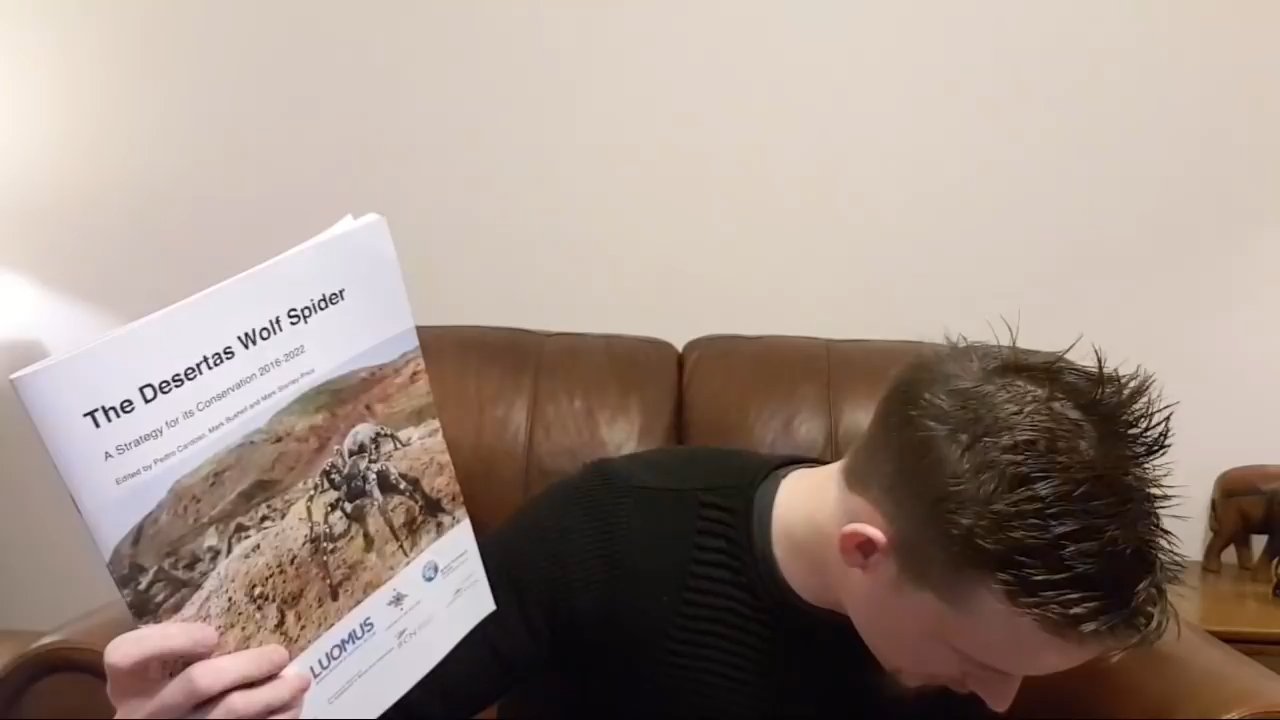 The Desertas Wolf Spider
A Strategy for its Conservation 2016-2022
Edited by Pedro Cardoso, Mark Bushell and Mark Stanley Price
LUOMUS